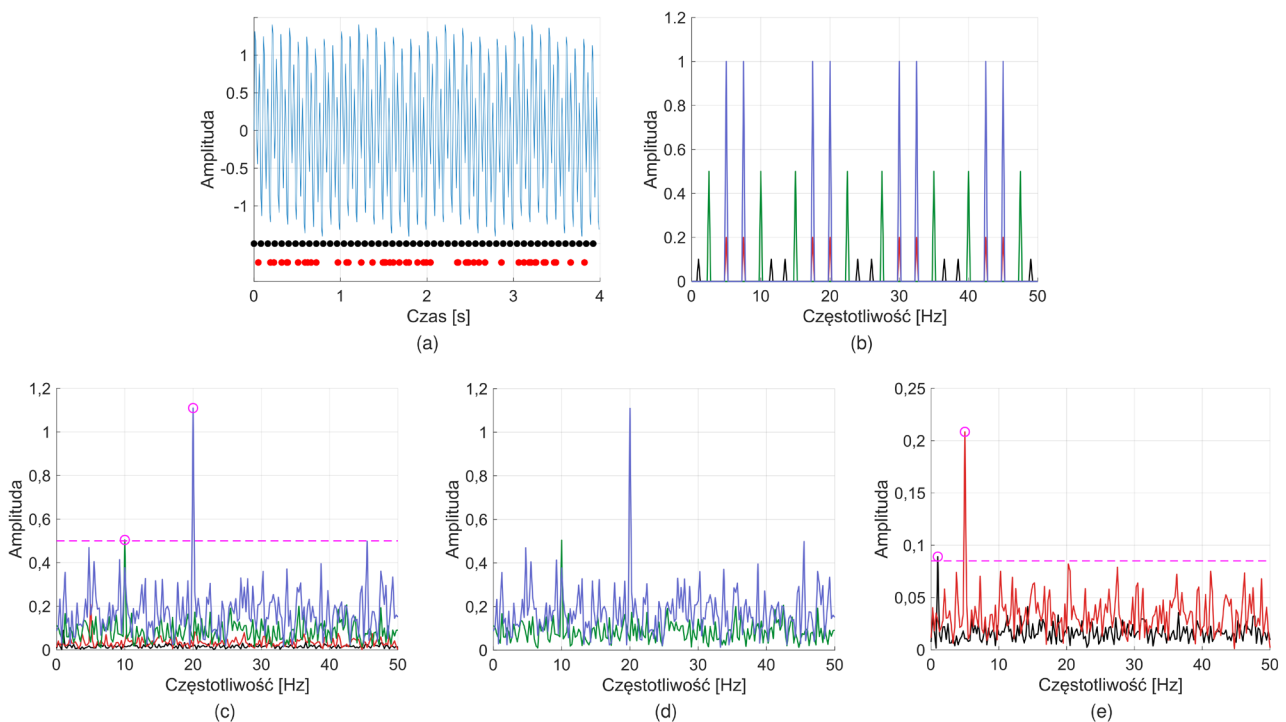 Amplituda
1
0.5
0
-0.5
-1
0 1 2 3 4
Czas [s]
(a)
Amplituda
1.2
1
0.8
0.6
0.4
0.2
0
0 10 20 30 40 50
Częstotliwość [Hz]
(b)
Amplituda
1,2
1
0,8
0,6
0,4
0,2
0
0 10 20 30 40 50
Częstotliwość [Hz]
(c)
Amplituda
1,2
1
0,8
0,6
0,4
0,2
0
0 10 20 30 40 50
Częstotliwość [Hz]
(d)
Amplituda
0,25
0,2
0,15
0,1
0,05
0
0 10 20 30 40 50
Częstotliwość [Hz]
(e)